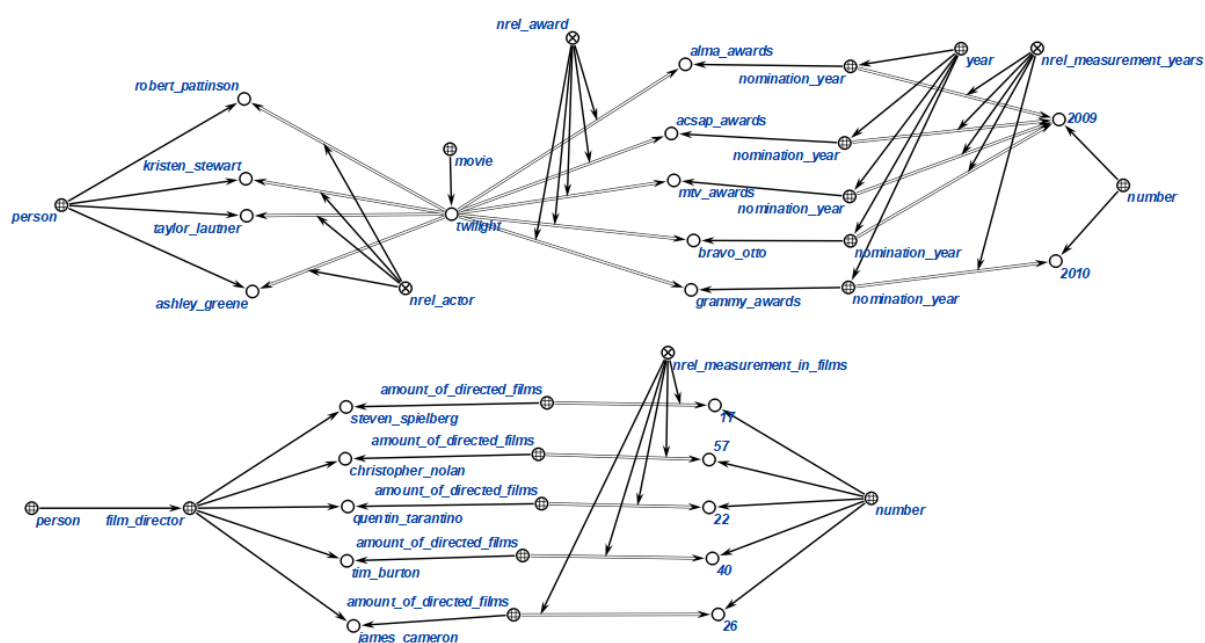 nrel_award
alma_awards
year
nrel_measurement_years
nomination_year
robert_pattinson
acsap_awards
2009
kristen_stewart
movie
nomination_year
mtv_awards
number
nomination_year
person
taylor_lautner
twilight
bravo_otto
nomination_year
2010
ashley_greene
nrel_actor
grammy_awards
nomination_year
nrel_measurement_in_films
amount_of_directed_films
steven_spielberg
17
amount_of_directed_films
57
christopher_nolan
amount_of_directed_films
person
film_director
quentin_tarantino
22
number
amount_of_directed_films
tim_burton
40
amount_of_directed_films
james_cameron
26